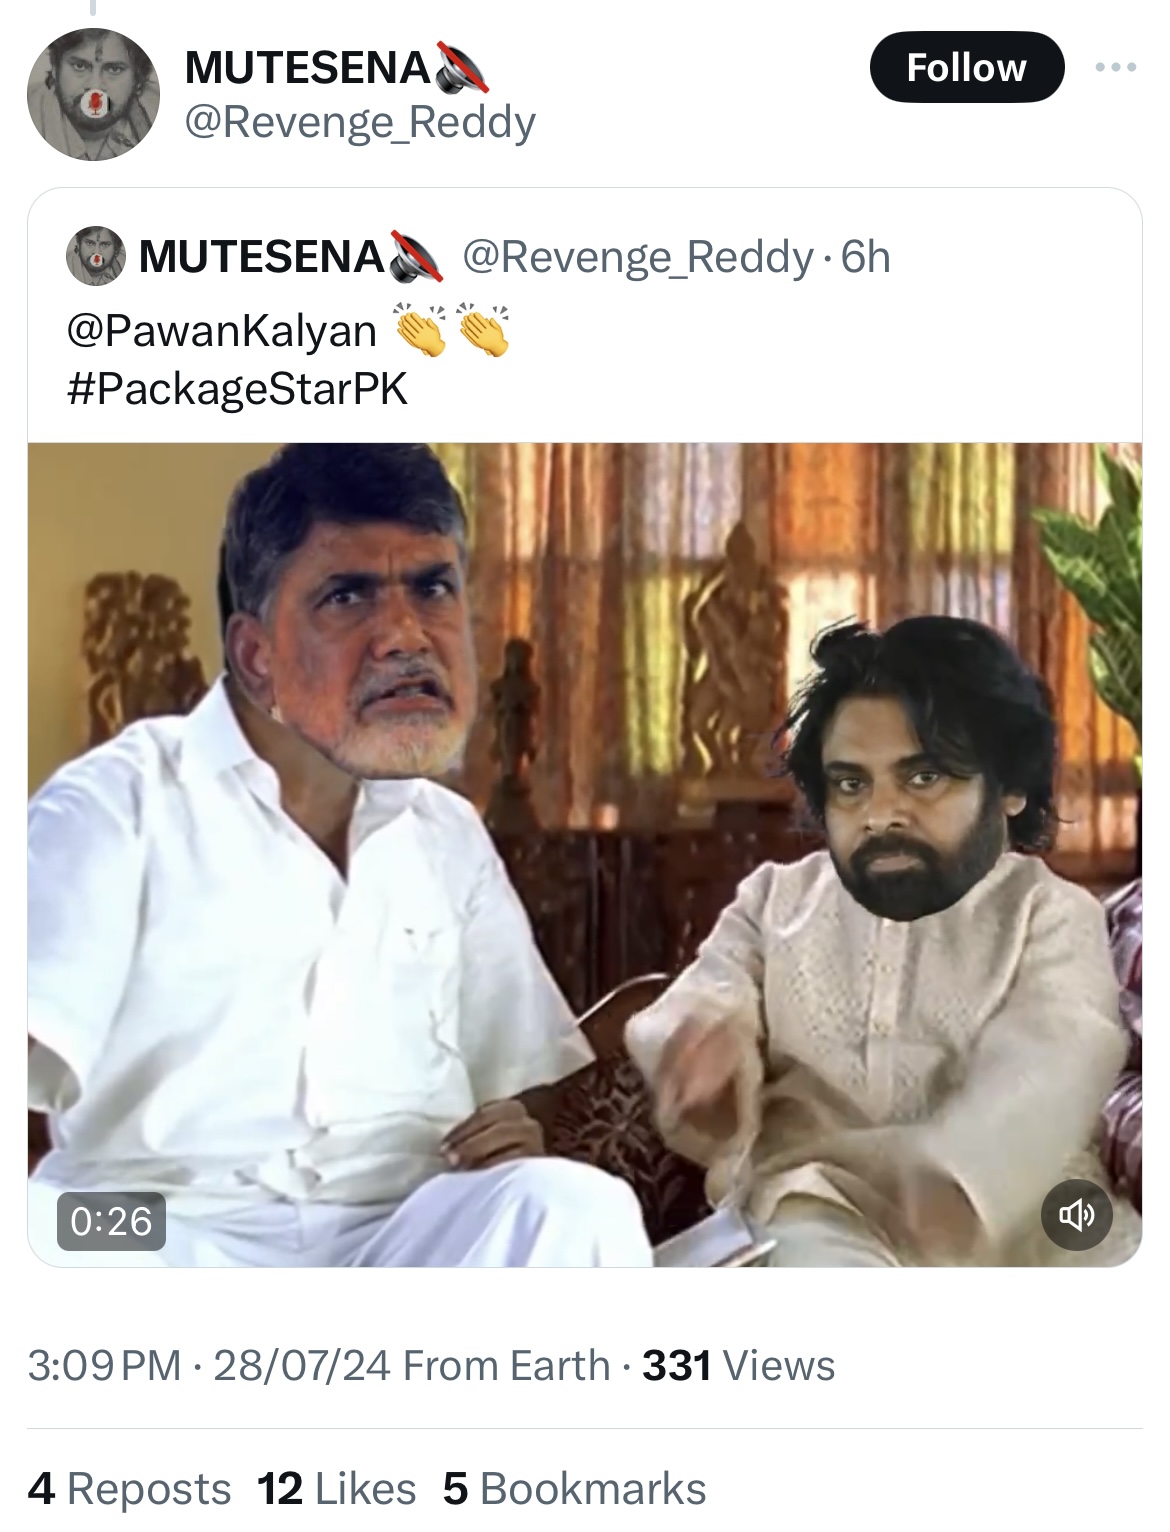 MUTESENA🔇
@Revenge_Reddy
Follow
MUTESENA🔇 @Revenge_Reddy · 6h
@PawanKalyan 👏👏
#PackageStarPK
0:26
3:09 PM · 28/07/24 From Earth · 331 Views
4 Reposts 12 Likes 5 Bookmarks